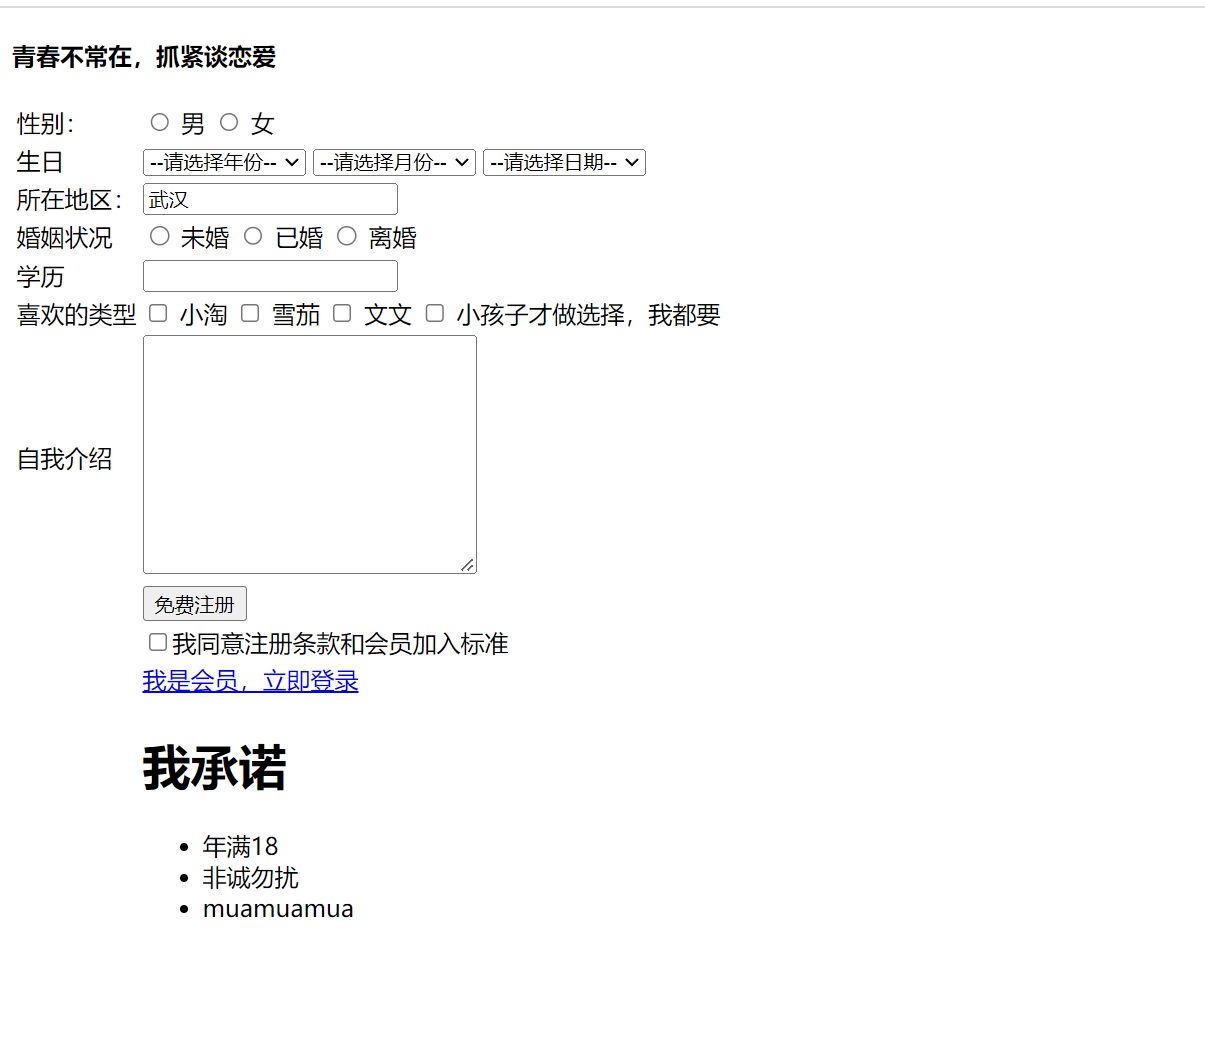 青春不常在，抓紧谈恋爱
性别： 男 女
生日 --请选择年份-- --请选择月份-- --请选择日期--
所在地区： 武汉
婚姻状况 未婚 已婚 离婚
学历
喜欢的类型 小淘 雪茄 文文 小孩子才做选择，我都要
自我介绍
免费注册
我同意注册条款和会员加入标准
我是会员，立即登录
我承诺
年满18
非诚勿扰
muamuamua